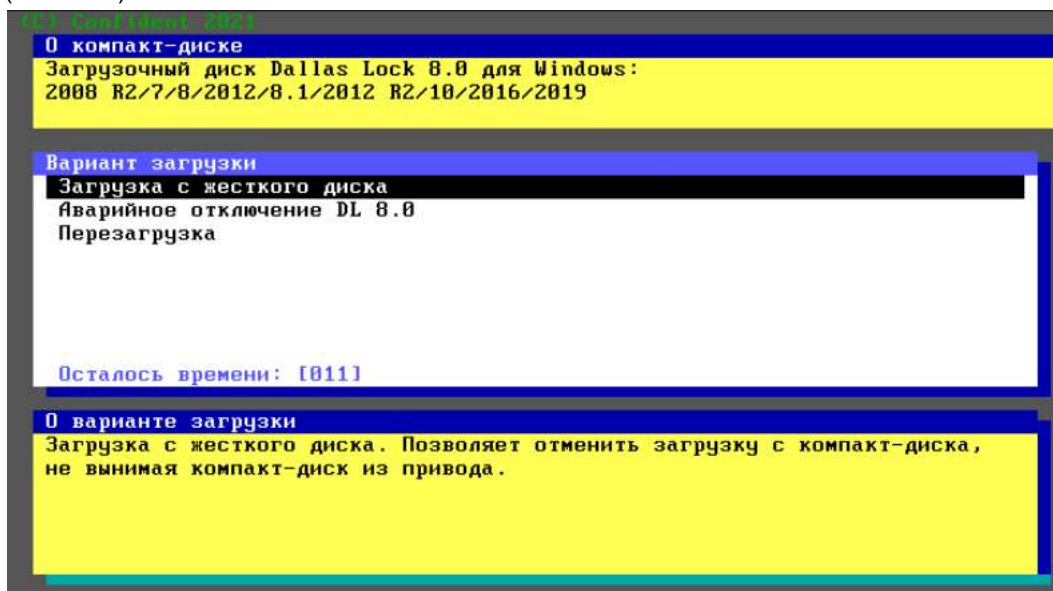 (C) Confident 2021
О компакт-диске
Загрузочный диск Dallas Lock 8.0 для Windows:
2008 R2/7/8/2012/8.1/2012 R2/10/2016/2019
Вариант загрузки
Загрузка с жесткого диска
Аварийное отключение DL 8.0
Перезагрузка
Осталось времени: [011]
О варианте загрузки
Загрузка с жесткого диска. Позволяет отменить загрузку с компакт-диска,
не вынимая компакт-диск из привода.